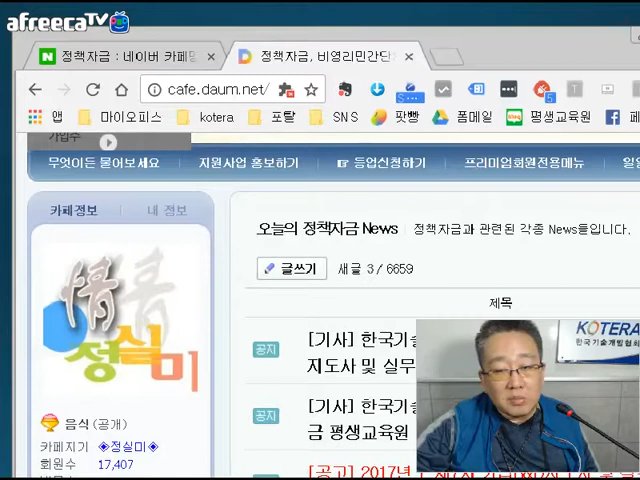 afreecaTV
정책자금 : 네이버 카페
정책자금, 비영리민간단
cafe.daum.net/
앱 마이오피스 kotera 포탈 SNS 팟빵 폼메일 평생교육원
가입수
무엇이든 물어보세요 지원사업 홍보하기 ☞ 등업신청하기 프리미엄회원전용메뉴
카페정보 내 정보
오늘의 정책자금 News 정책자금과 관련된 각종 News들입니다.
글쓰기 새글 3 / 6659
제목
情
정실미
공지 [기사] 한국기술
지도사 및 실무
공지 [기사] 한국기술
금 평생교육원
[공고] 2017년
KOTERA
한국기술개발협회
음식 (공개)
카페지기 ◈정실미◈
회원수 17,407